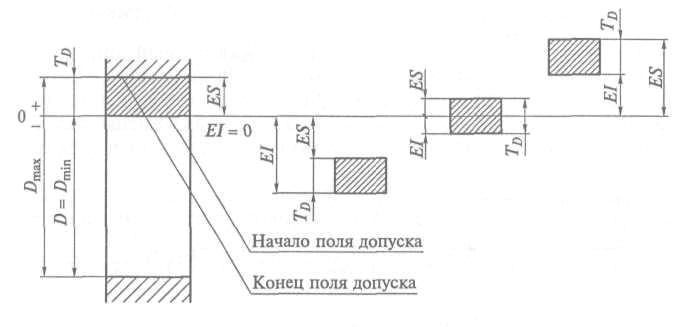 T_D
ES
0
+
−
EI = 0
D_max
D = D_min
EI
ES
T_D
ES
EI
T_D
T_D
EI
ES
Начало поля допуска
Конец поля допуска